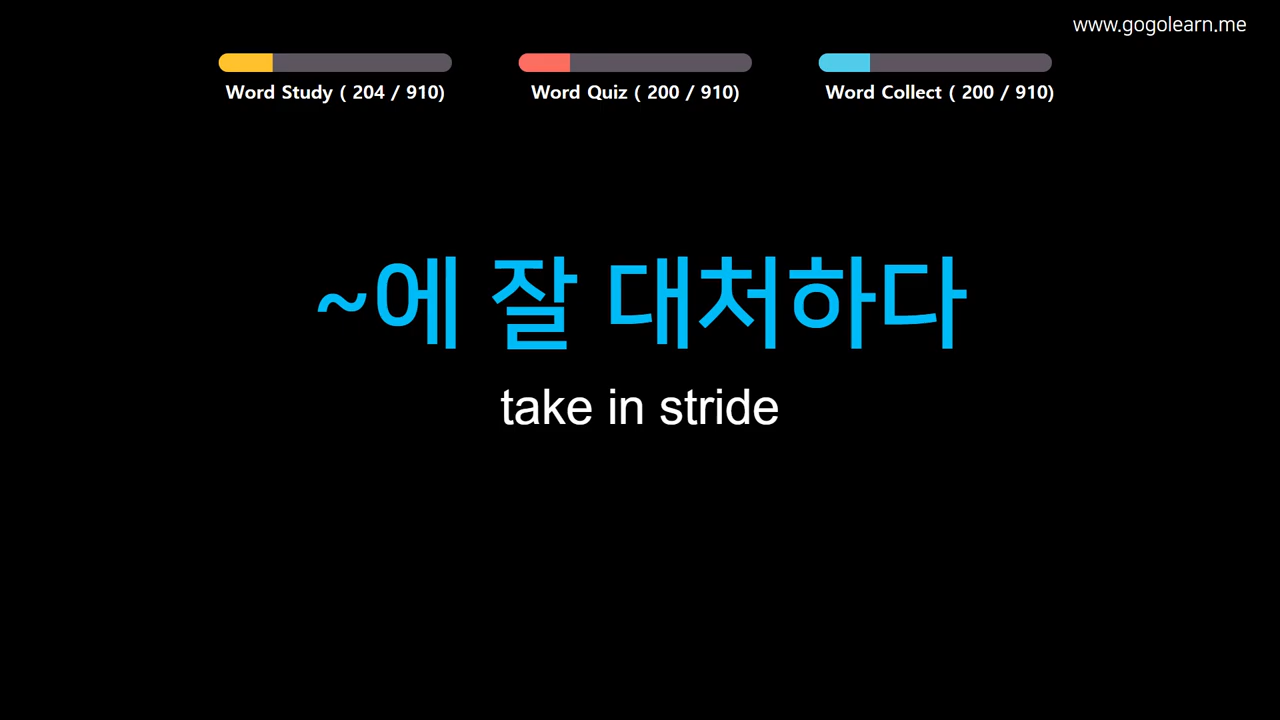 www.gogolearn.me
Word Study ( 204 / 910)
Word Quiz ( 200 / 910)
Word Collect ( 200 / 910)
~에 잘 대처하다
take in stride